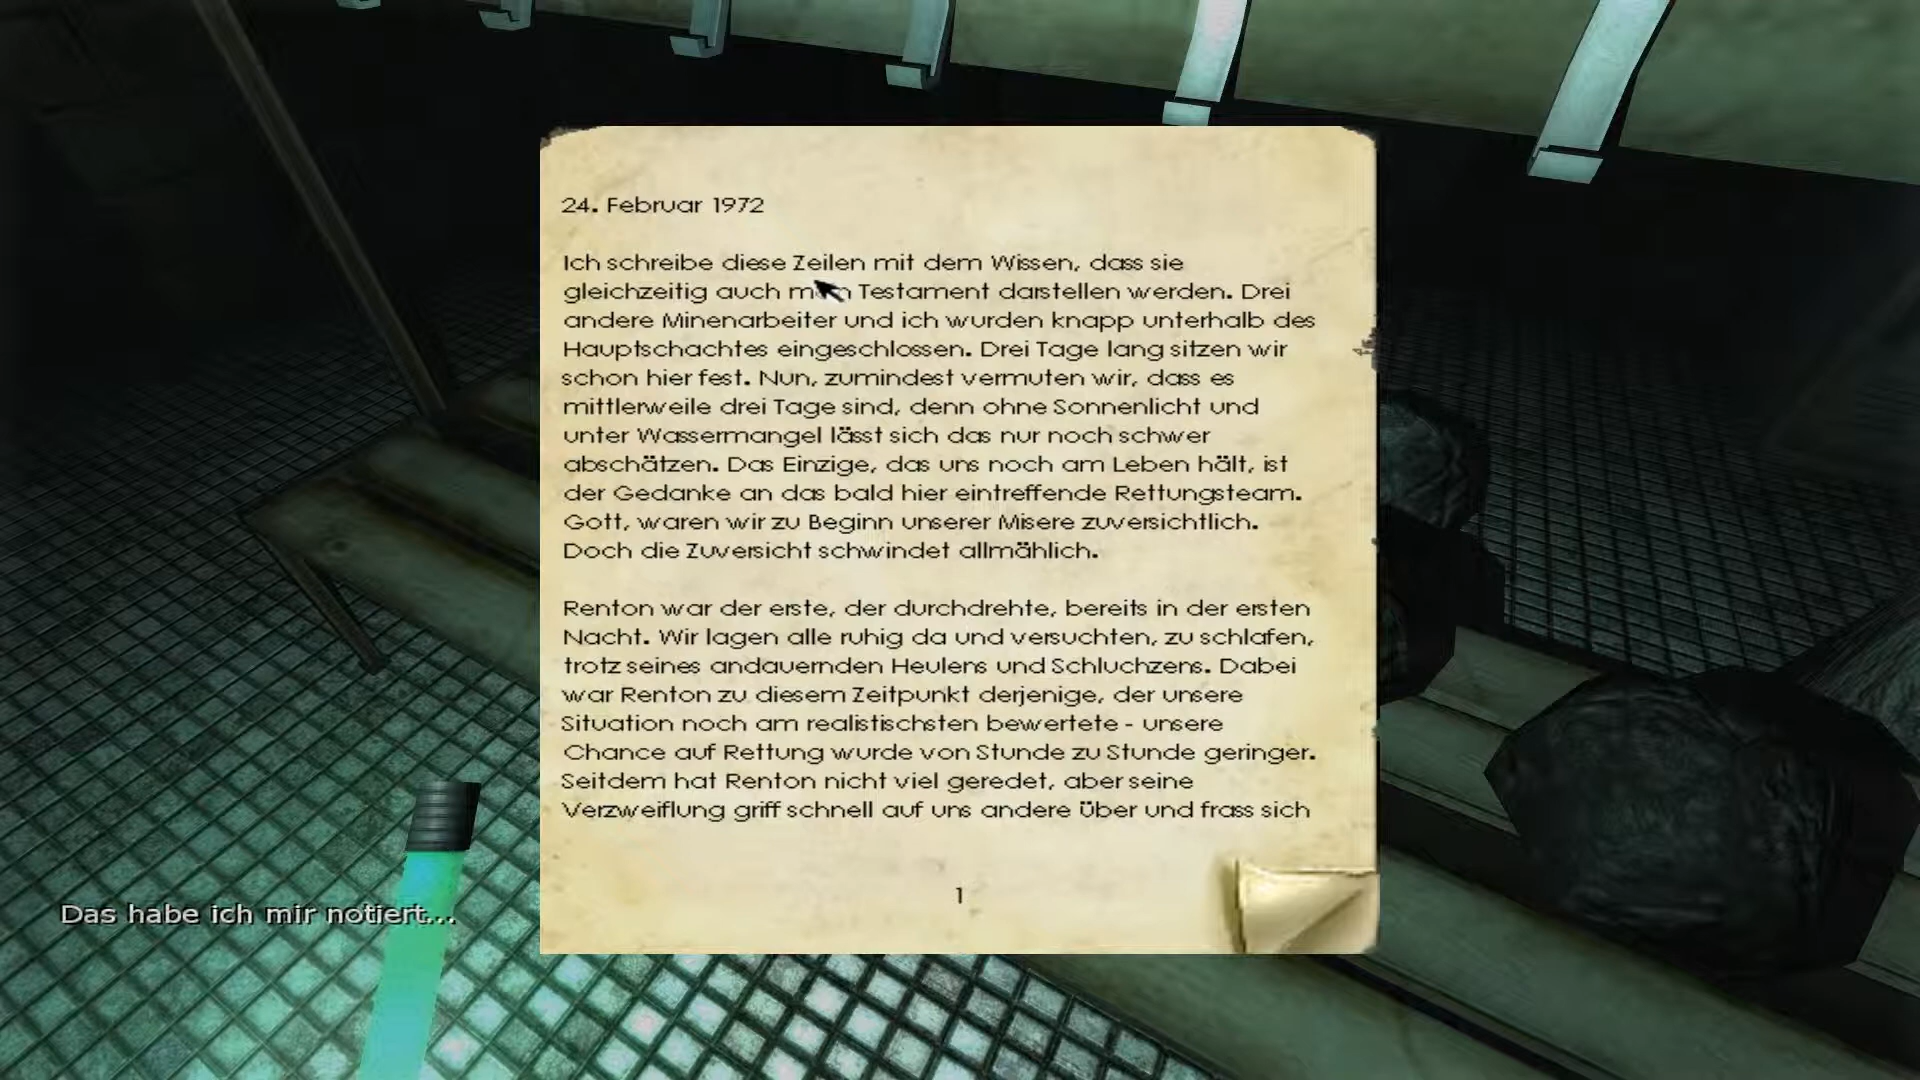 24. Februar 1972
Ich schreibe diese Zeilen mit dem Wissen, dass sie
gleichzeitig auch Testament darstellen werden. Drei
andere Minenarbeiter und ich wurden knapp unterhalb des
Hauptschachtes eingeschlossen. Drei Tage lang sitzen wir
schon hier fest. Nun, zumindest vermuten wir, dass es
mittlerweile drei Tage sind, denn ohne Sonnenlicht und
unter Wassermangel lässt sich das nur noch schwer
abschätzen. Das Einzige, das uns noch am Leben hält, ist
der Gedanke an das bald hier eintreffende Rettungsteam.
Gott, waren wir zu Beginn unserer Misere zuversichtlich.
Doch die Zuversicht schwindet allmählich.
Renton war der erste, der durchdrehte, bereits in der ersten
Nacht. Wir lagen alle ruhig da und versuchten, zu schlafen,
trotz seines andauernden Heulens und Schluchzens. Dabei
war Renton zu diesem Zeitpunkt derjenige, der unsere
Situation noch am realistischsten bewertete - unsere
Chance auf Rettung wurde von Stunde zu Stunde geringer.
Seitdem hat Renton nicht viel geredet, aber seine
Verzweiflung griff schnell auf uns andere über und frass sich
1
Das habe ich mir notiert...